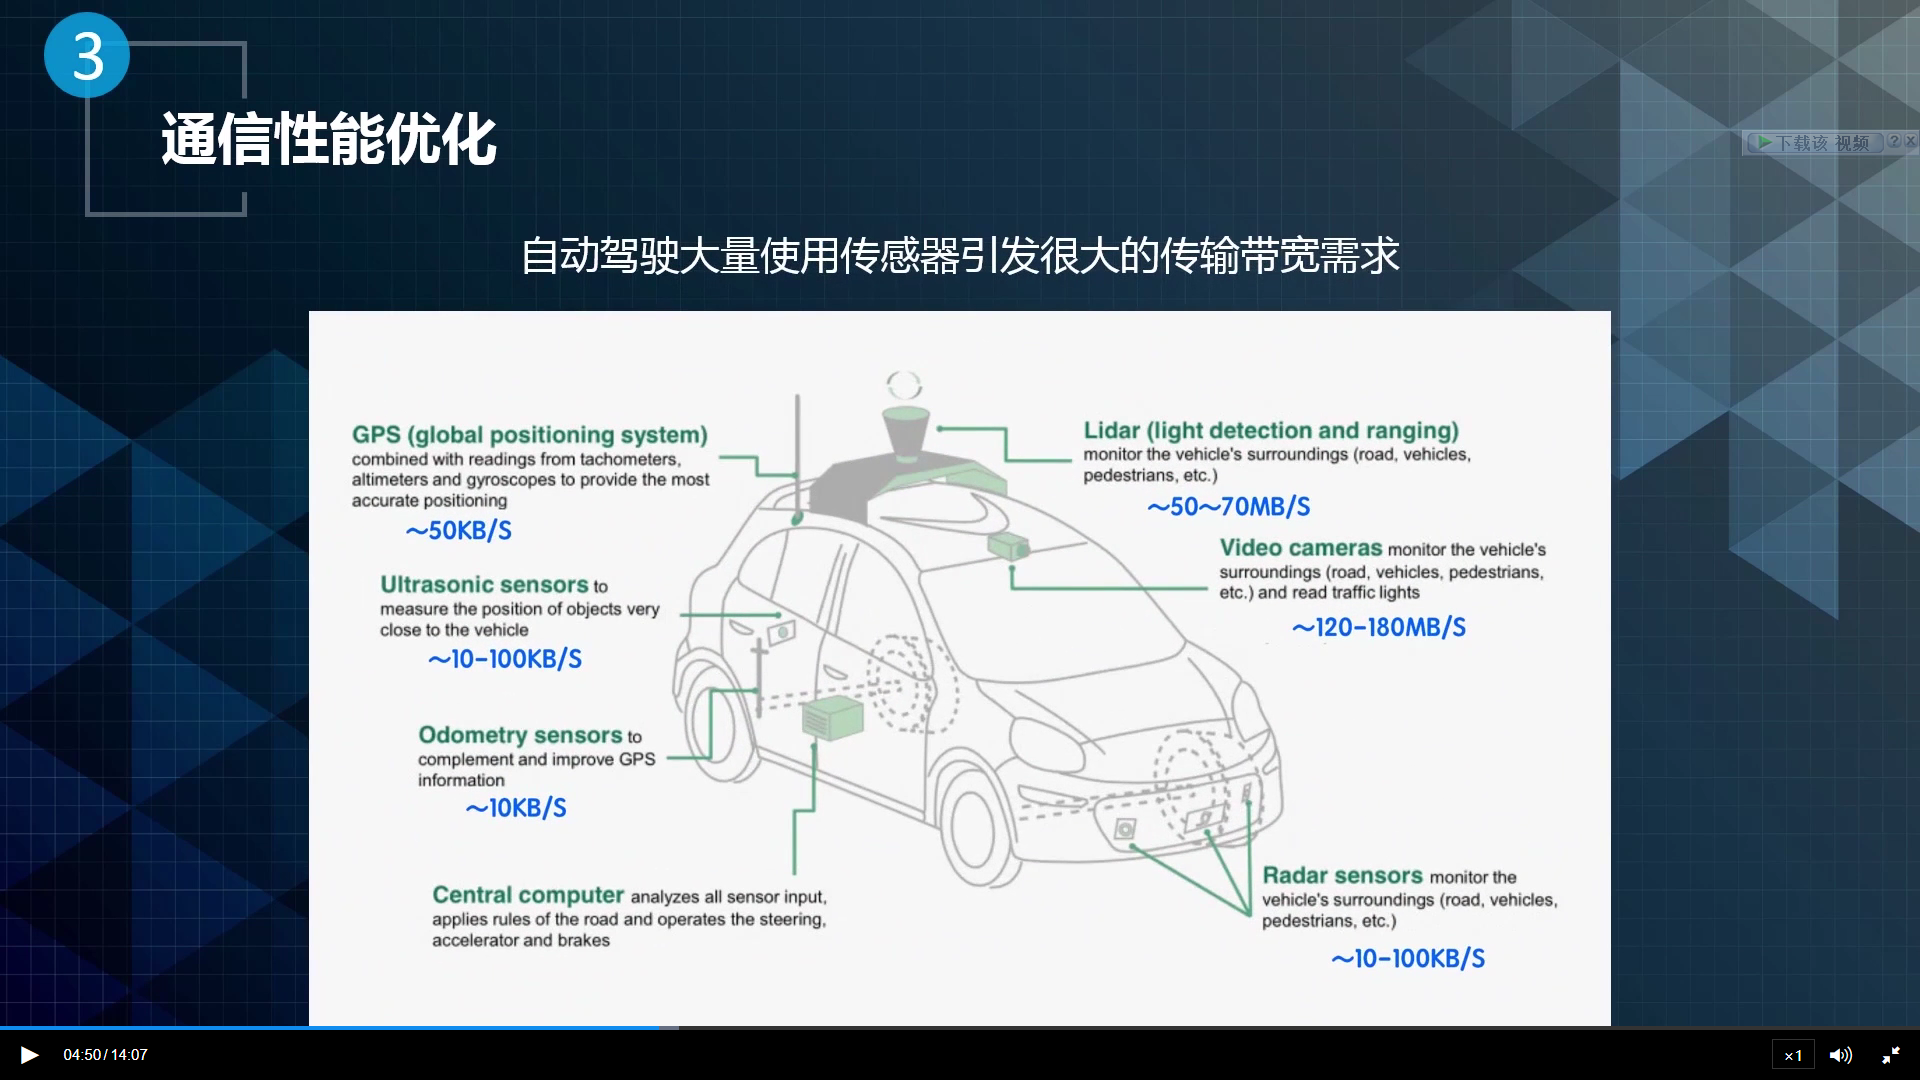 3
通信性能优化
下载该 视频 ? X
自动驾驶大量使用传感器引发很大的传输带宽需求
GPS (global positioning system)
combined with readings from tachometers,
altimeters and gyroscopes to provide the most
accurate positioning
～50KB/S
Ultrasonic sensors to
measure the position of objects very
close to the vehicle
～10-100KB/S
Odometry sensors to
complement and improve GPS
information
～10KB/S
Central computer analyzes all sensor input,
applies rules of the road and operates the steering,
accelerator and brakes
Lidar (light detection and ranging)
monitor the vehicle's surroundings (road, vehicles,
pedestrians, etc.)
～50～70MB/S
Video cameras monitor the vehicle's
surroundings (road, vehicles, pedestrians,
etc.) and read traffic lights
～120-180MB/S
Radar sensors monitor the
vehicle's surroundings (road, vehicles,
pedestrians, etc.)
～10-100KB/S
04:50/14:07
×1